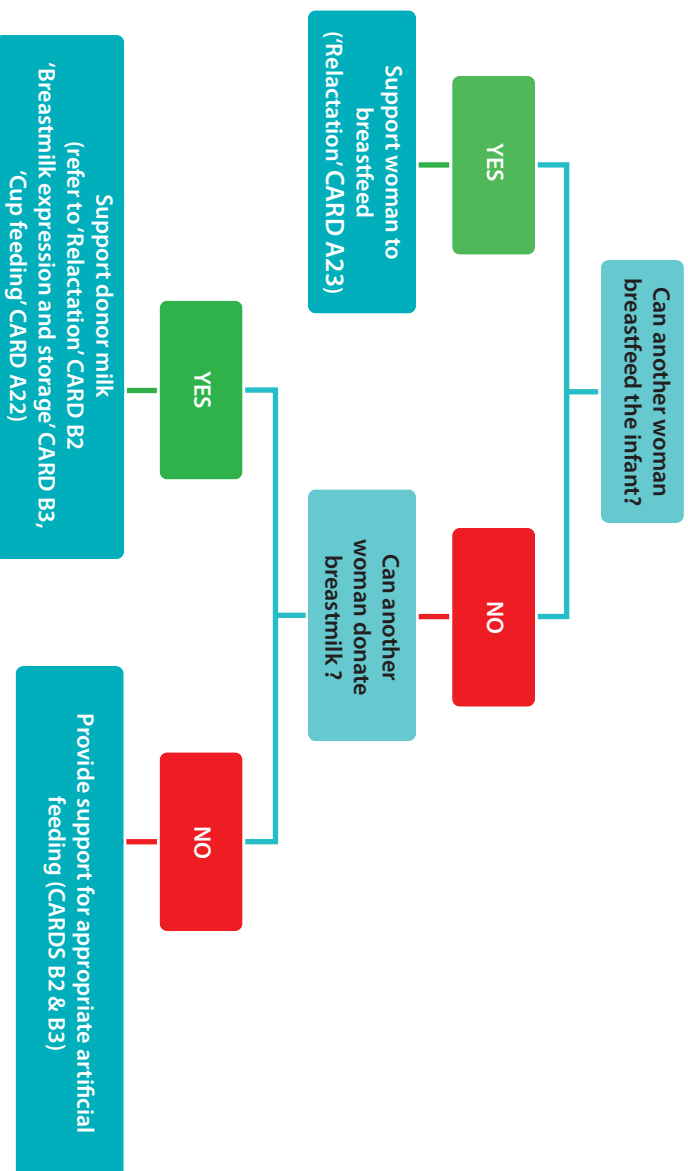 Can another woman
breastfeed the infant?
YES
NO
Support woman to
breastfeed
('Relactation' CARD A23)
Can another
woman donate
breastmilk ?
YES
NO
Support donor milk
(refer to 'Relactation' CARD B2
'Breastmilk expression and storage' CARD B3,
'Cup feeding' CARD A22)
Provide support for appropriate artificial
feeding (CARDS B2 & B3)